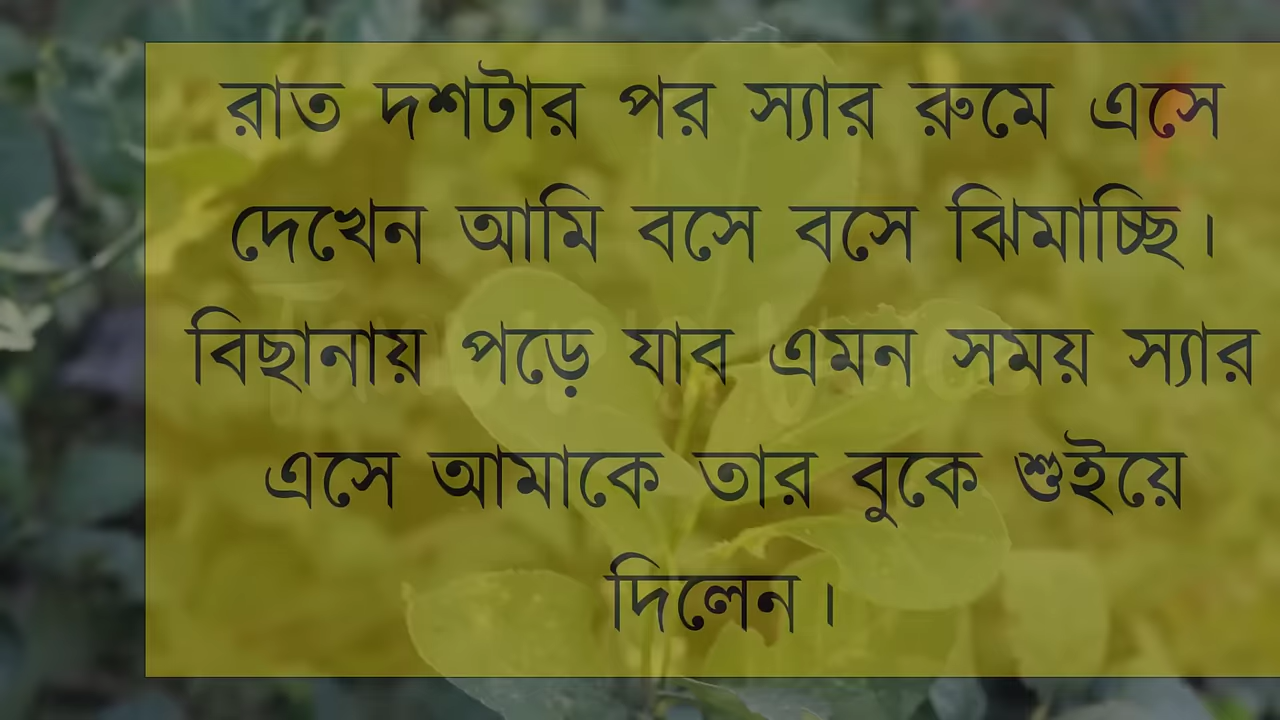 রাত দশটার পর স্যার রুমে এসে
দেখেন আমি বসে বসে ঝিমাচ্ছি।
বিছানায় পড়ে যাব এমন সময় স্যার
এসে আমাকে তার বুকে শুইয়ে
দিলেন।